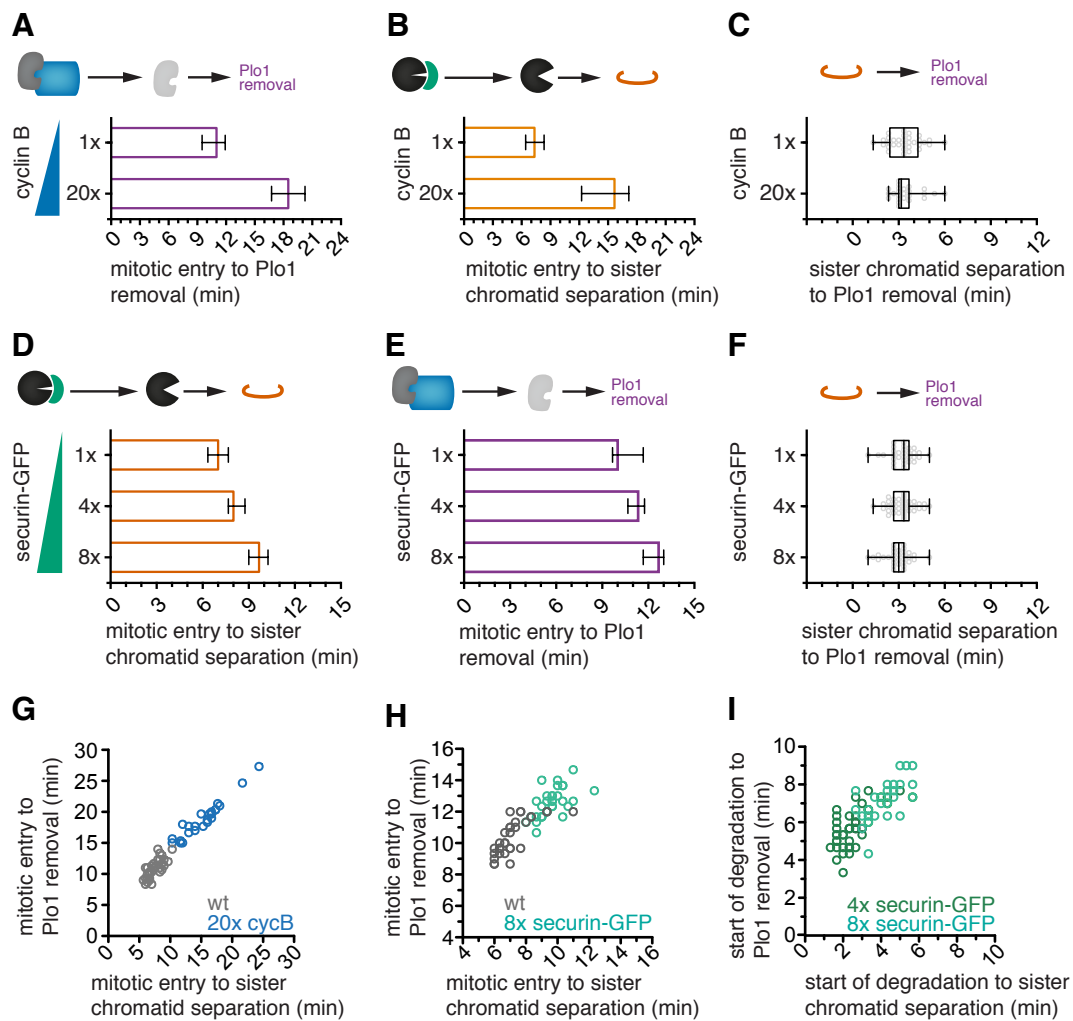 A
Plo1
removal
cyclin B
1x
20x
0 3 6 9 12 15 18 21 24
mitotic entry to Plo1
removal (min)
B
cyclin B
1x
20x
0 3 6 9 12 15 18 21 24
mitotic entry to sister
chromatid separation (min)
C
Plo1
removal
cyclin B
1x
20x
0 3 6 9 12
sister chromatid separation
to Plo1 removal (min)
D
securin-GFP
1x
4x
8x
0 3 6 9 12 15
mitotic entry to sister
chromatid separation (min)
E
Plo1
removal
securin-GFP
1x
4x
8x
0 3 6 9 12 15
mitotic entry to Plo1
removal (min)
F
Plo1
removal
securin-GFP
1x
4x
8x
0 3 6 9 12
sister chromatid separation
to Plo1 removal (min)
G
mitotic entry to
Plo1 removal (min)
30
25
20
15
10
5
0
wt
20x cycB
0 5 10 15 20 25 30
mitotic entry to sister
chromatid separation (min)
H
mitotic entry to
Plo1 removal (min)
16
14
12
10
8
6
4
wt
8x securin-GFP
4 6 8 10 12 14 16
mitotic entry to sister
chromatid separation (min)
I
start of degradation to
Plo1 removal (min)
10
8
6
4
2
0
4x securin-GFP
8x securin-GFP
0 2 4 6 8 10
start of degradation to sister
chromatid separation (min)